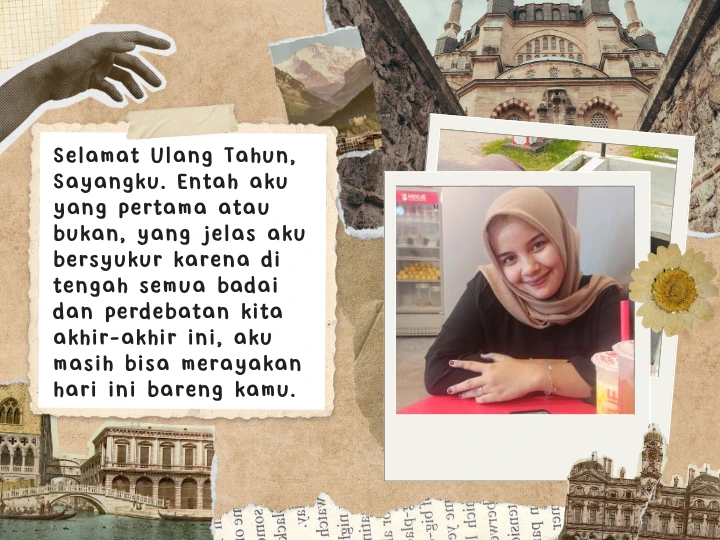 Selamat Ulang Tahun,
Sayangku. Entah aku
yang pertama atau
bukan, yang jelas aku
bersyukur karena di
tengah semua badai
dan perdebatan kita
akhir-akhir ini, aku
masih bisa merayakan
hari ini bareng kamu.